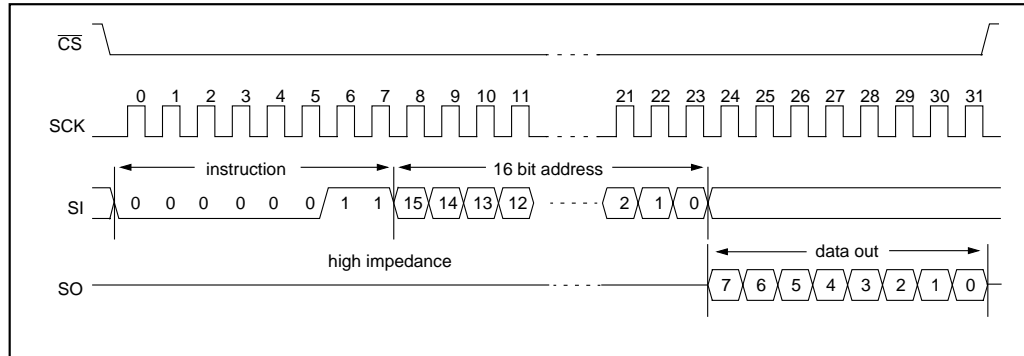 CS
0 1 2 3 4 5 6 7 8 9 10 11 21 22 23 24 25 26 27 28 29 30 31
SCK
instruction 16 bit address
SI 0 0 0 0 0 0 1 1 15 14 13 12 2 1 0
high impedance data out
SO 7 6 5 4 3 2 1 0